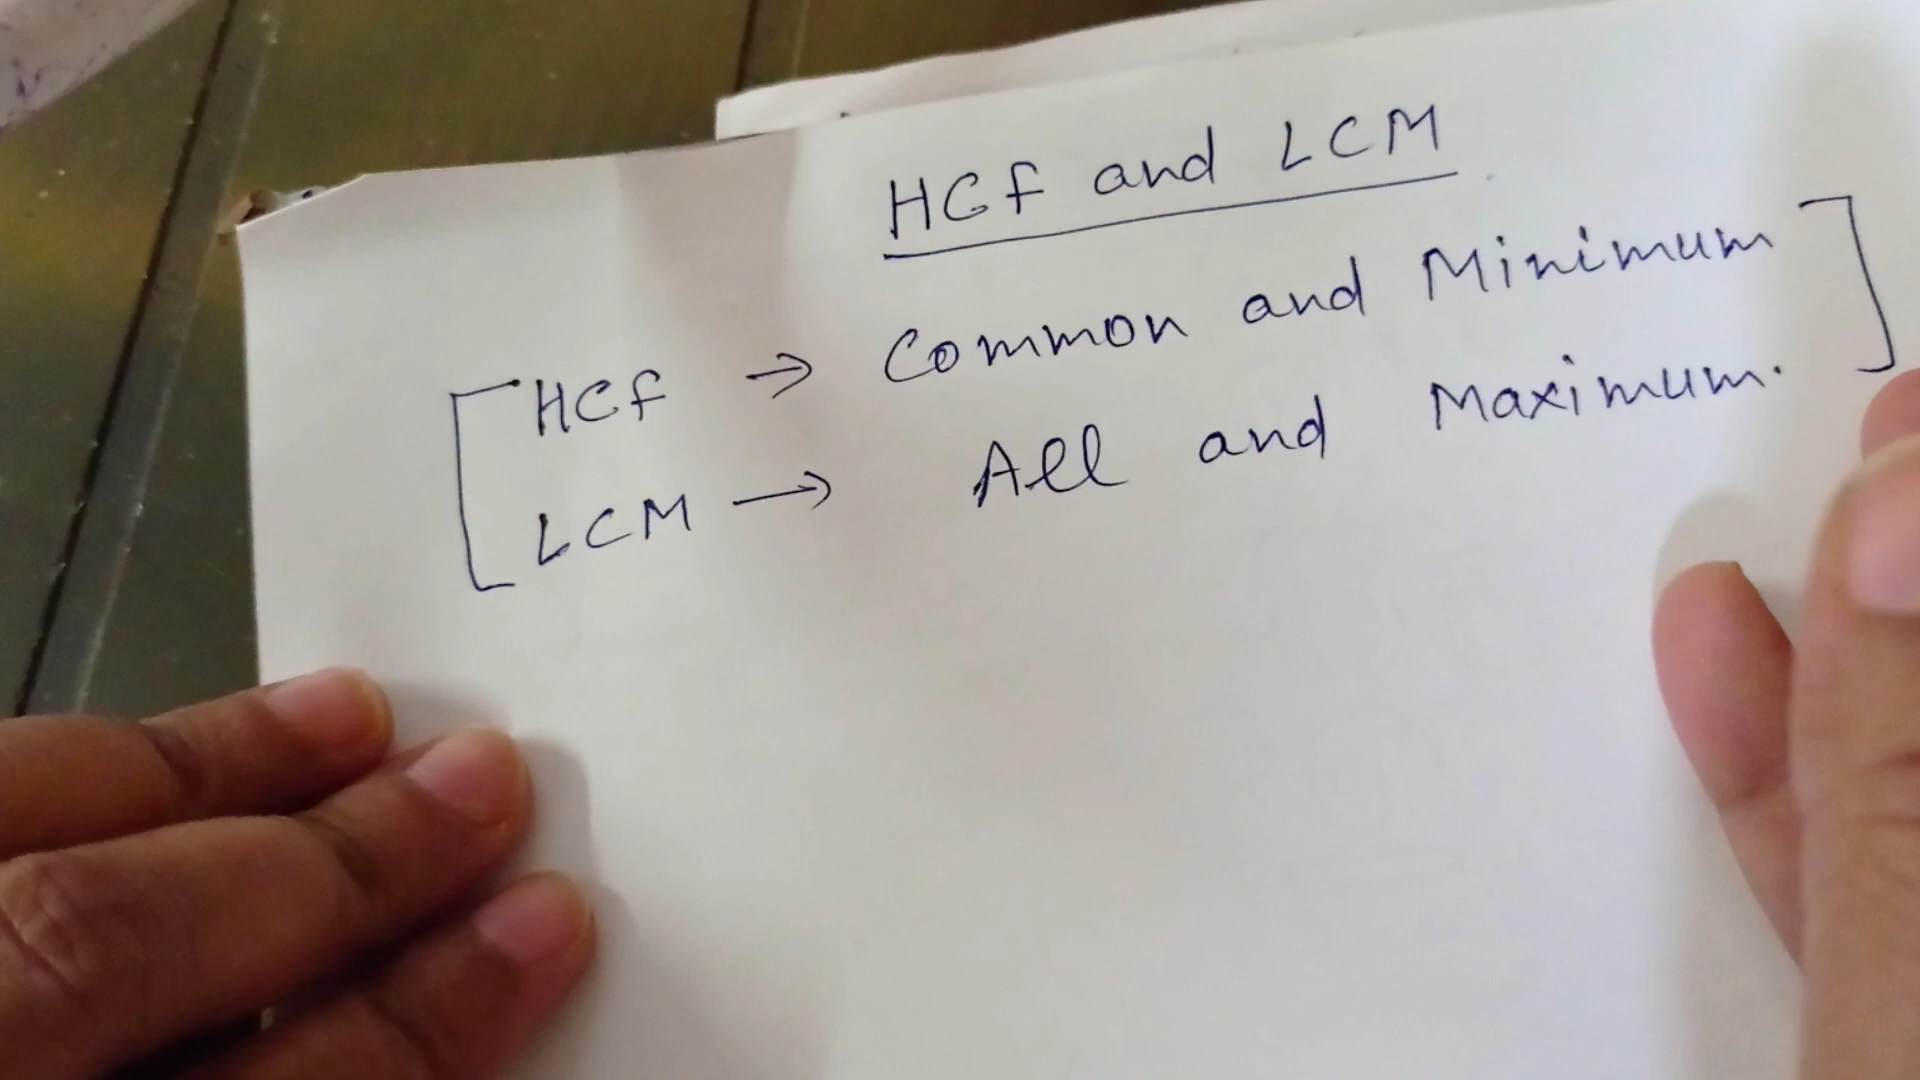 HCf and LCM
HCf → Common and Minimum
LCM → All and Maximum.